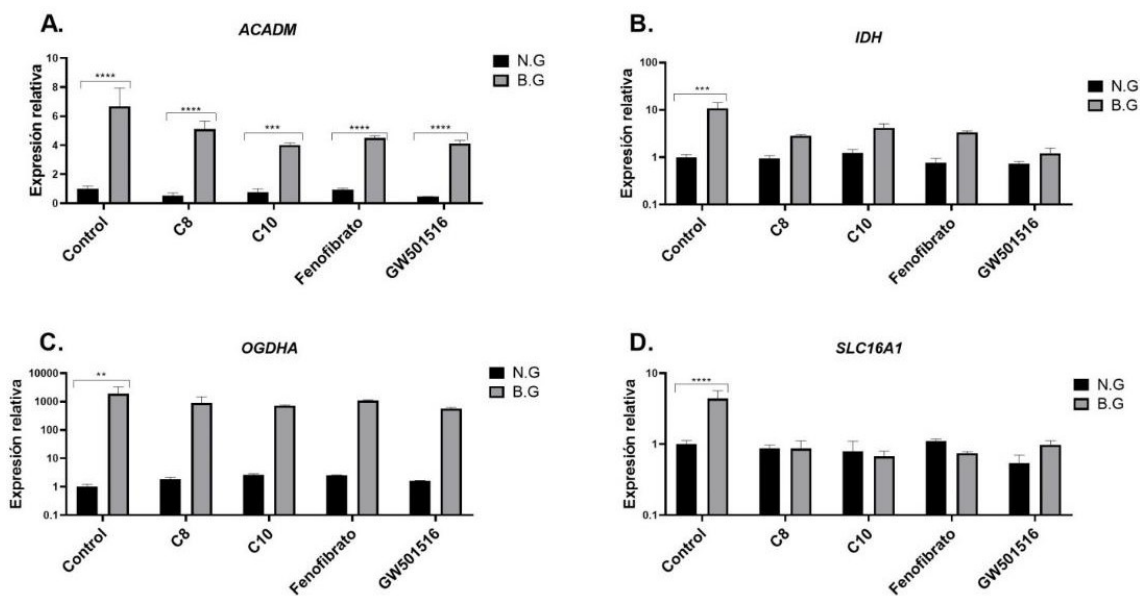 A.
ACADM
Expresión relativa
10
8
6
4
2
0
****
****
***
****
****
N.G
B.G
Control
C8
C10
Fenofibrato
GW501516
B.
IDH
Expresión relativa
100
10
1
0.1
***
N.G
B.G
Control
C8
C10
Fenofibrato
GW501516
C.
OGDHA
Expresión relativa
10000
1000
100
10
1
0.1
**
N.G
B.G
Control
C8
C10
Fenofibrato
GW501516
D.
SLC16A1
Expresión relativa
10
1
0.1
****
N.G
B.G
Control
C8
C10
Fenofibrato
GW501516